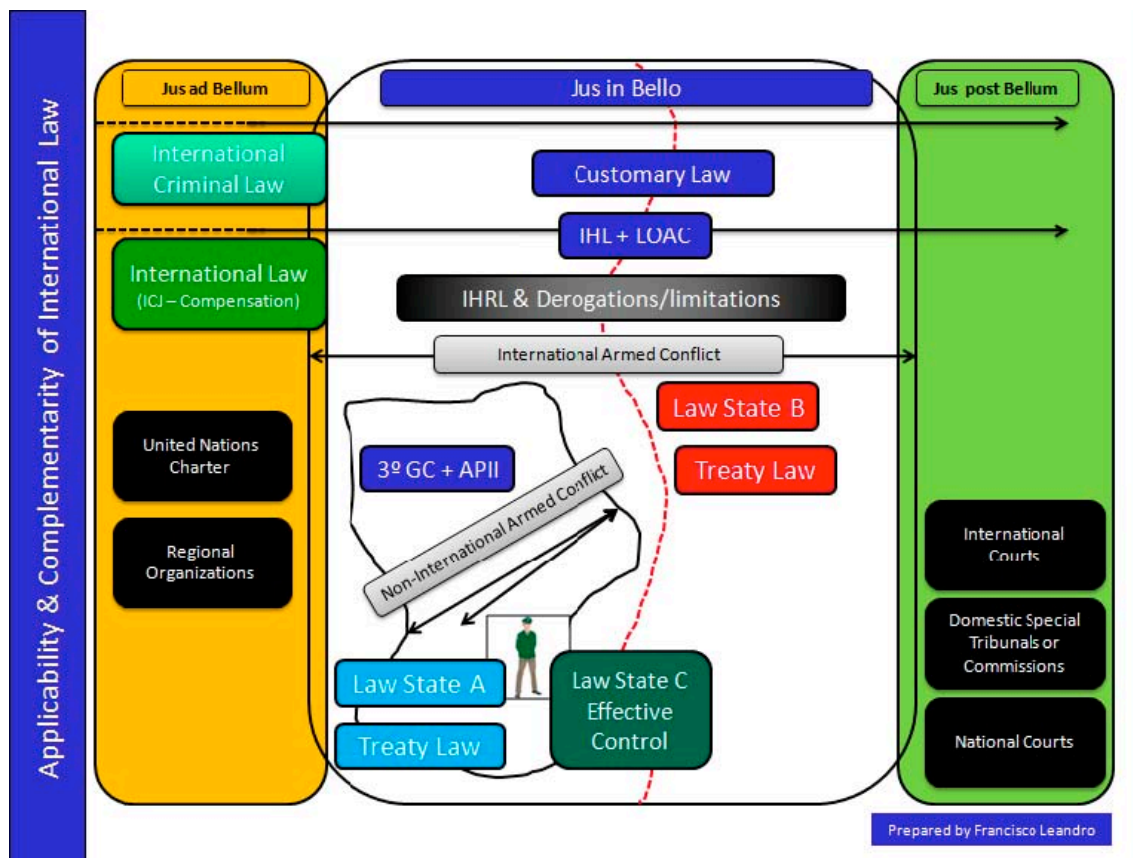 Applicability & Complementarity of International Law
Jus ad Bellum
Jus in Bello
Jus post Bellum
International
Criminal Law
Customary Law
IHL + LOAC
International Law
(ICJ – Compensation)
IHRL & Derogations/limitations
International Armed Conflict
Law State B
United Nations
Charter
3º GC + APII
Treaty Law
Non-International Armed Conflict
Regional
Organizations
International
Courts
Domestic Special
Tribunals or
Commissions
Law State A
Law State C
Effective
Control
Treaty Law
National Courts
Prepared by Francisco Leandro